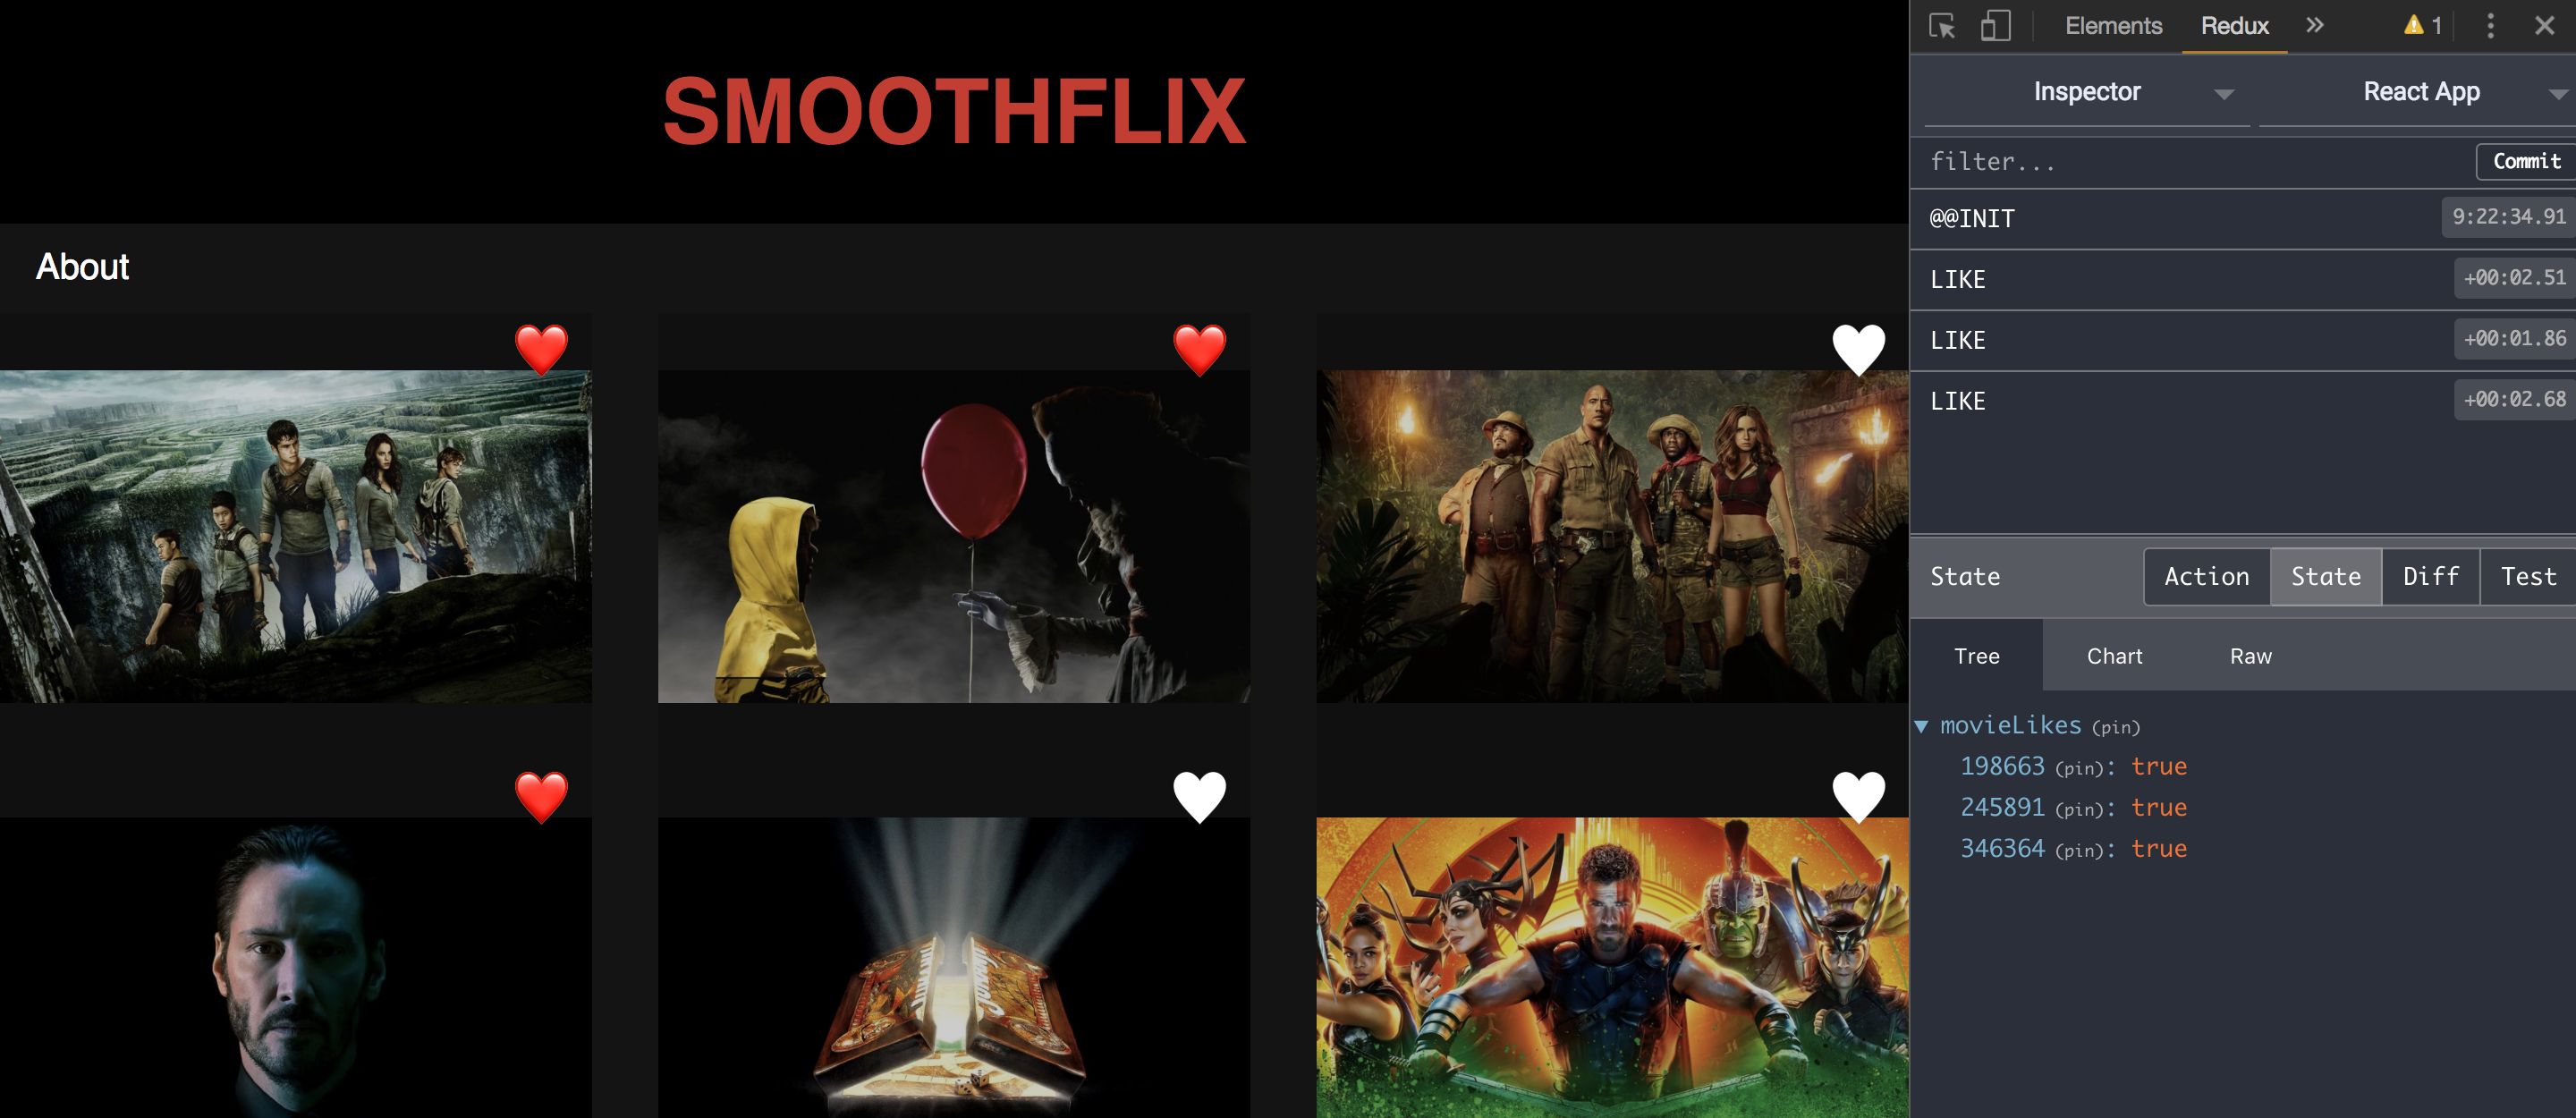 SMOOTHFLIX
About
Elements Redux » 1
Inspector React App
filter... Commit
@@INIT 9:22:34.91
LIKE +00:02.51
LIKE +00:01.86
LIKE +00:02.68
State Action State Diff Test
Tree Chart Raw
movieLikes (pin)
198663 (pin): true
245891 (pin): true
346364 (pin): true